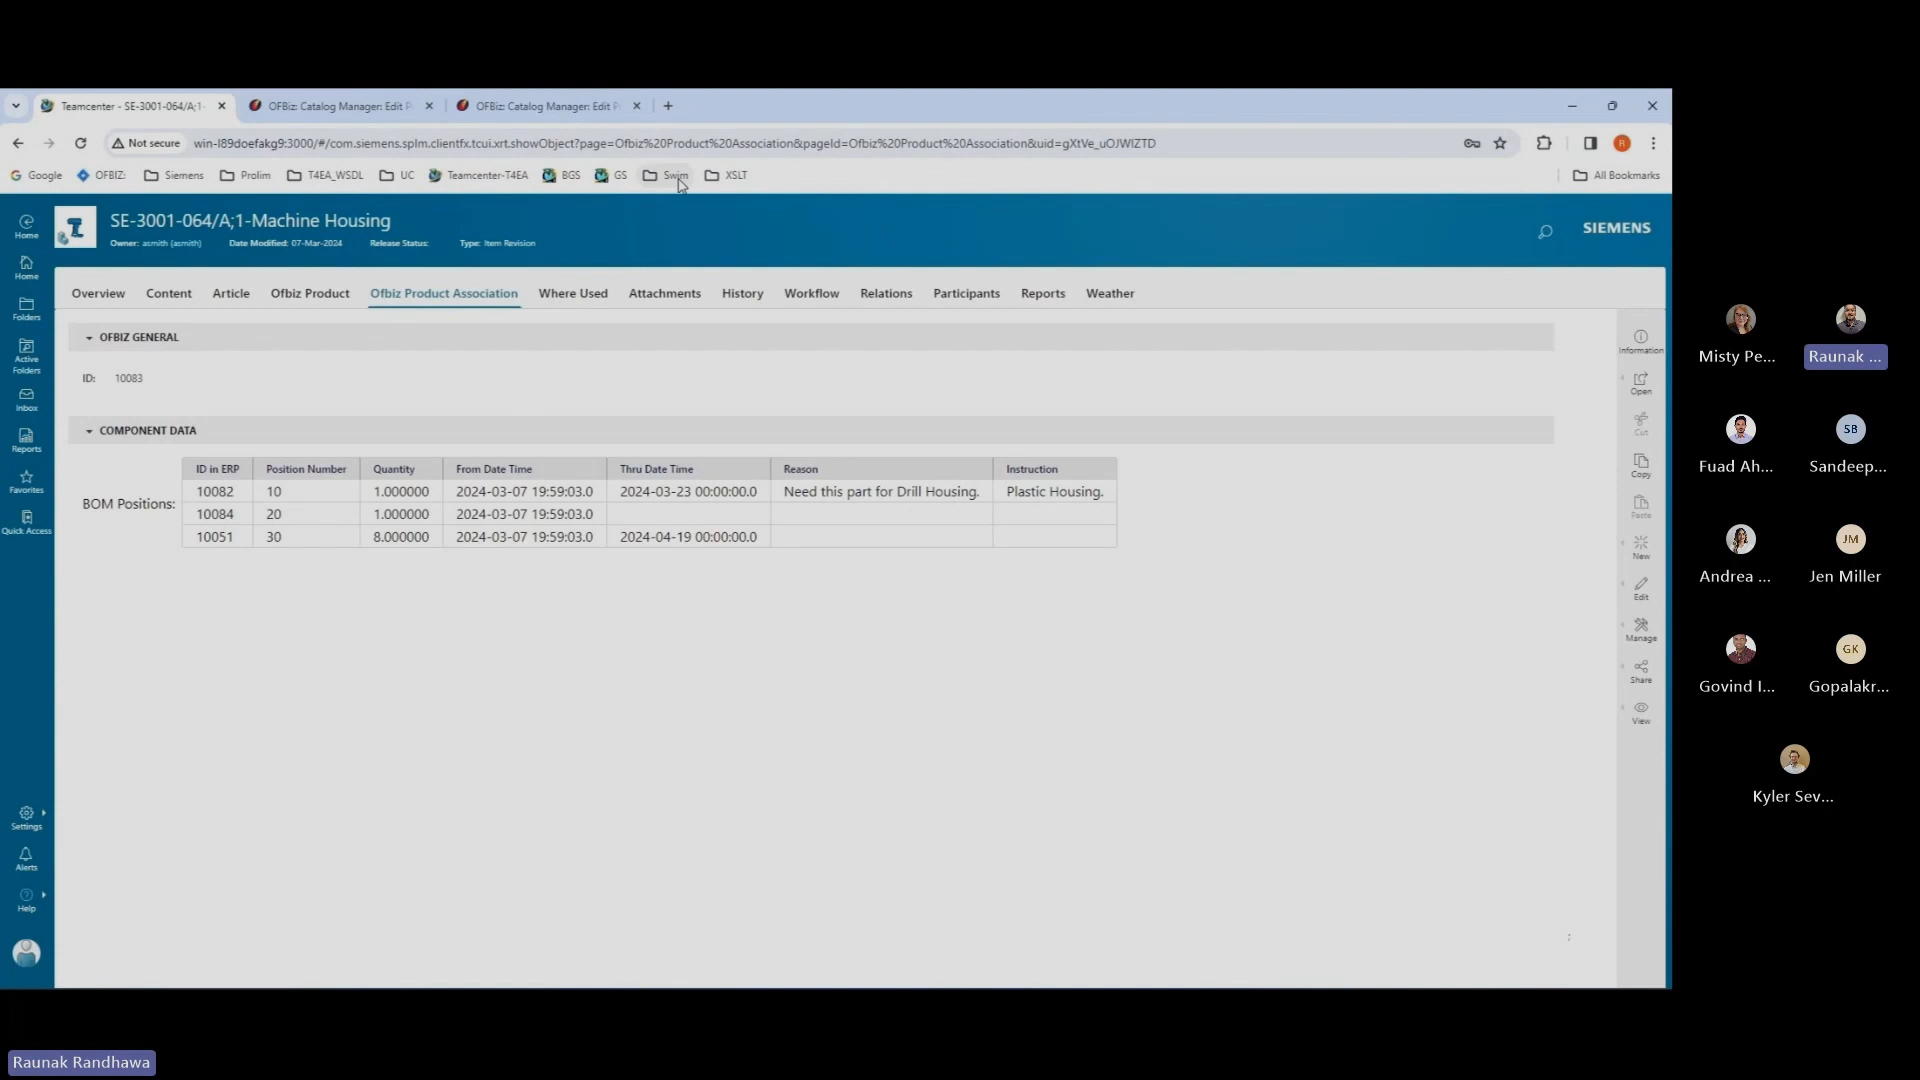 Teamcenter - SE-3001-064/A;1-
OFBiz: Catalog Manager: Edit P
OFBiz: Catalog Manager: Edit P
Not secure
win-l89doefakg9:3000/#/com.siemens.splm.clientfx.tcui.xrt.showObject?page=Ofbiz%20Product%20Association&pageId=Ofbiz%20Product%20Association&uid=gXtVe_uOJWIZTD
R
Google
OFBIZ:
Siemens
Prolim
T4EA_WSDL
UC
Teamcenter-T4EA
BGS
GS
Swim
XSLT
All Bookmarks
SE-3001-064/A;1-Machine Housing
Owner: asmith (asmith) Date Modified: 07-Mar-2024 Release Status: Type: Item Revision
SIEMENS
Home
Home
Folders
Active
Folders
Inbox
Reports
Favorites
Quick Access
Settings
Alerts
Help
Overview Content Article Ofbiz Product Ofbiz Product Association Where Used Attachments History Workflow Relations Participants Reports Weather
OFBIZ GENERAL
ID: 10083
COMPONENT DATA
BOM Positions:
ID in ERP Position Number Quantity From Date Time Thru Date Time Reason Instruction
10082 10 1.000000 2024-03-07 19:59:03.0 2024-03-23 00:00:00.0 Need this part for Drill Housing. Plastic Housing.
10084 20 1.000000 2024-03-07 19:59:03.0
10051 30 8.000000 2024-03-07 19:59:03.0 2024-04-19 00:00:00.0
Information
Open
Cut
Copy
Paste
New
Edit
Manage
Share
View
Misty Pe...
Raunak ...
Fuad Ah...
SB
Sandeep...
Andrea ...
JM
Jen Miller
Govind I...
GK
Gopalakr...
Kyler Sev...
Raunak Randhawa